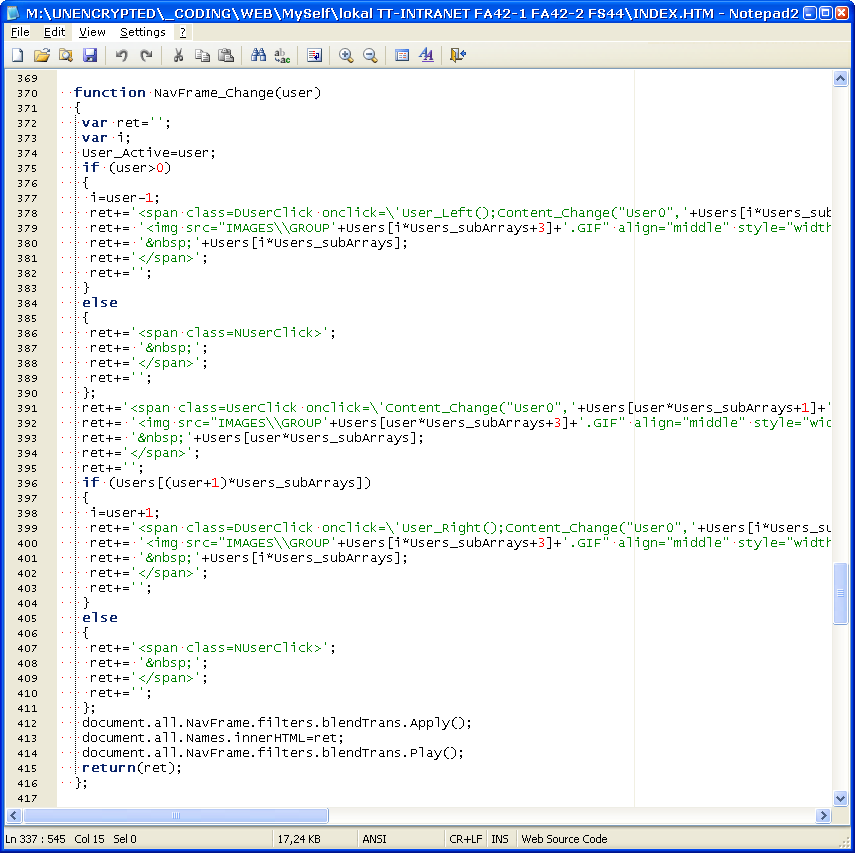 M:\UNENCRYPTED\_CODING\WEB\MySelf\lokal TT-INTRANET FA42-1 FA42-2 FS44\INDEX.HTM - Notepad2
File Edit View Settings ?
369
370 function NavFrame_Change(user)
371 {
372 var ret='';
373 var i;
374 User_Active=user;
375 if (user>0)
376 {
377 i=user-1;
378 ret+='<span class=DUserClick onclick=\'User_Left();Content_Change("User0",'+Users[i*Users_sub
379 ret+= '<img src="IMAGES\\GROUP'+Users[i*Users_subArrays+3]+'.GIF" align="middle" style="width
380 ret+= '&nbsp;'+Users[i*Users_subArrays];
381 ret+='</span>';
382 ret+='';
383 }
384 else
385 {
386 ret+='<span class=NUserClick>';
387 ret+= '&nbsp;';
388 ret+='</span>';
389 ret+='';
390 };
391 ret+='<span class=UserClick onclick=\'Content_Change("User0",'+Users[user*Users_subArrays+1]+'
392 ret+= '<img src="IMAGES\\GROUP'+Users[user*Users_subArrays+3]+'.GIF" align="middle" style="wid
393 ret+= '&nbsp;'+Users[user*Users_subArrays];
394 ret+='</span>';
395 ret+='';
396 if (Users[(user+1)*Users_subArrays])
397 {
398 i=user+1;
399 ret+='<span class=DUserClick onclick=\'User_Right();Content_Change("User0",'+Users[i*Users_su
400 ret+= '<img src="IMAGES\\GROUP'+Users[i*Users_subArrays+3]+'.GIF" align="middle" style="width
401 ret+= '&nbsp;'+Users[i*Users_subArrays];
402 ret+='</span>';
403 ret+='';
404 }
405 else
406 {
407 ret+='<span class=NUserClick>';
408 ret+= '&nbsp;';
409 ret+='</span>';
410 ret+='';
411 };
412 document.all.NavFrame.filters.blendTrans.Apply();
413 document.all.Names.innerHTML=ret;
414 document.all.NavFrame.filters.blendTrans.Play();
415 return(ret);
416 };
417
Ln 337 : 545 Col 15 Sel 0 17,24 KB ANSI CR+LF INS Web Source Code